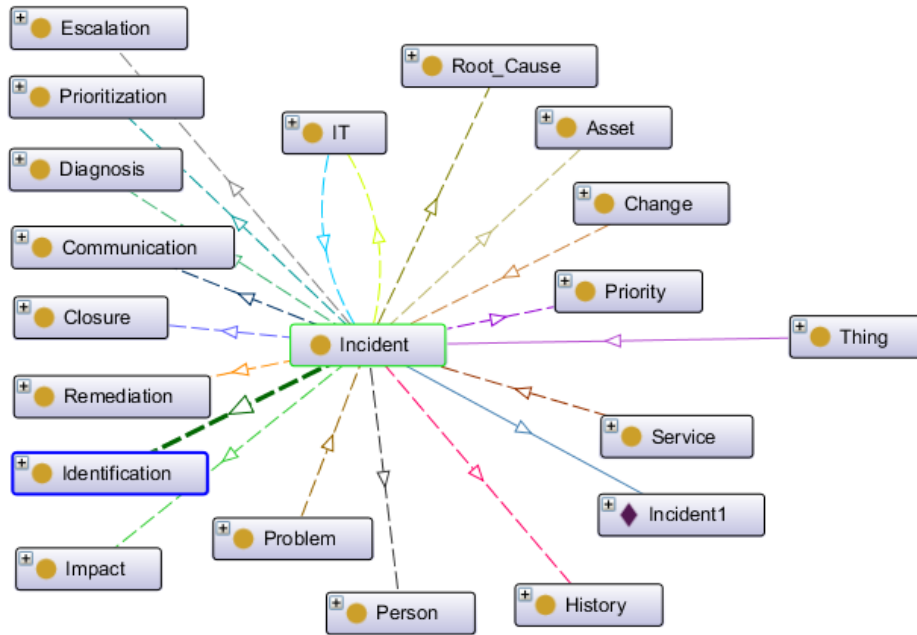 Escalation
Root_Cause
Prioritization
IT
Asset
Diagnosis
Change
Communication
Priority
Closure
Incident
Thing
Remediation
Service
Identification
Incident1
Problem
Impact
Person
History